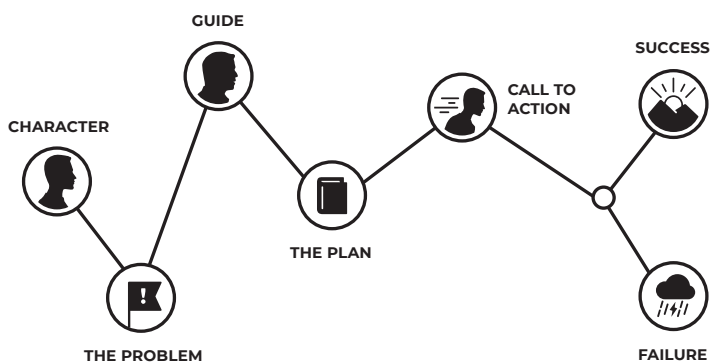 CHARACTER
THE PROBLEM
GUIDE
THE PLAN
CALL TO
ACTION
SUCCESS
FAILURE
!